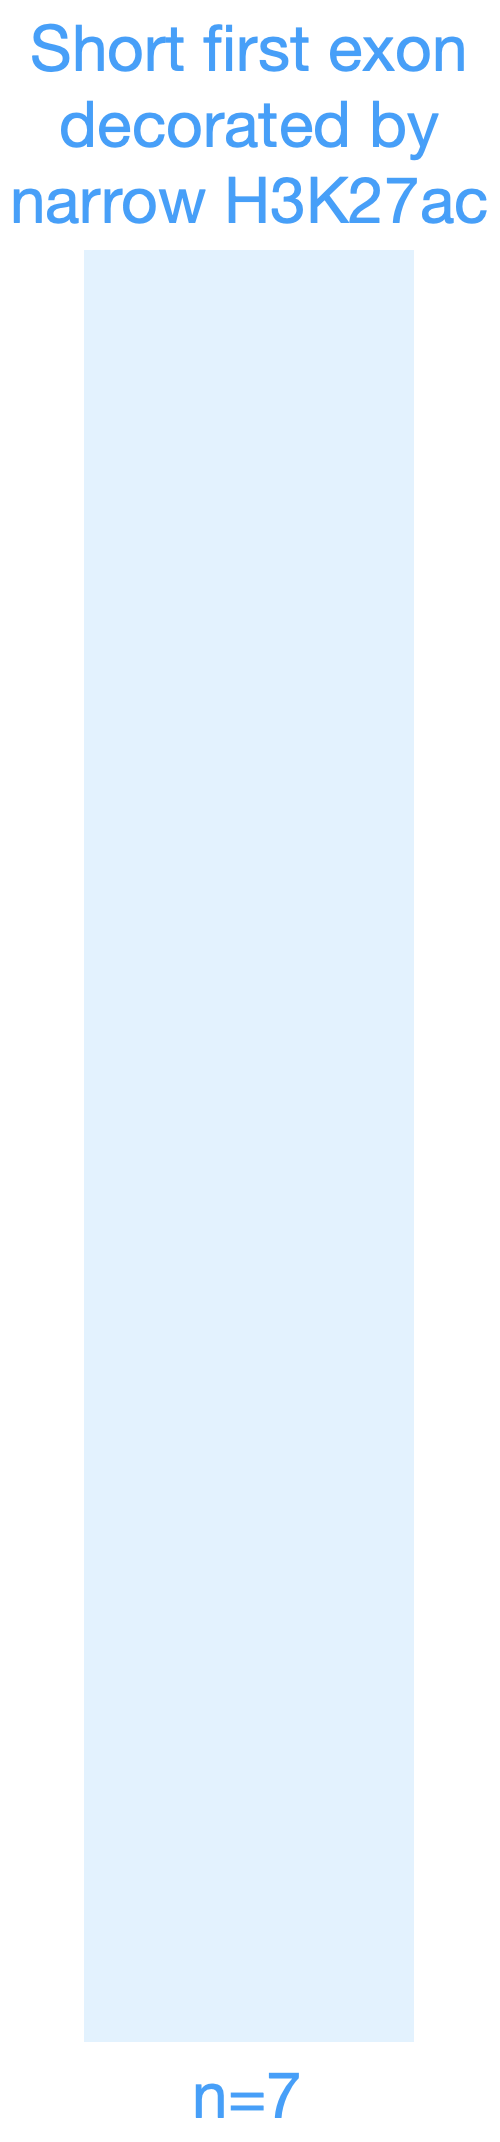 Short first exon
decorated by
narrow H3K27ac
n=7